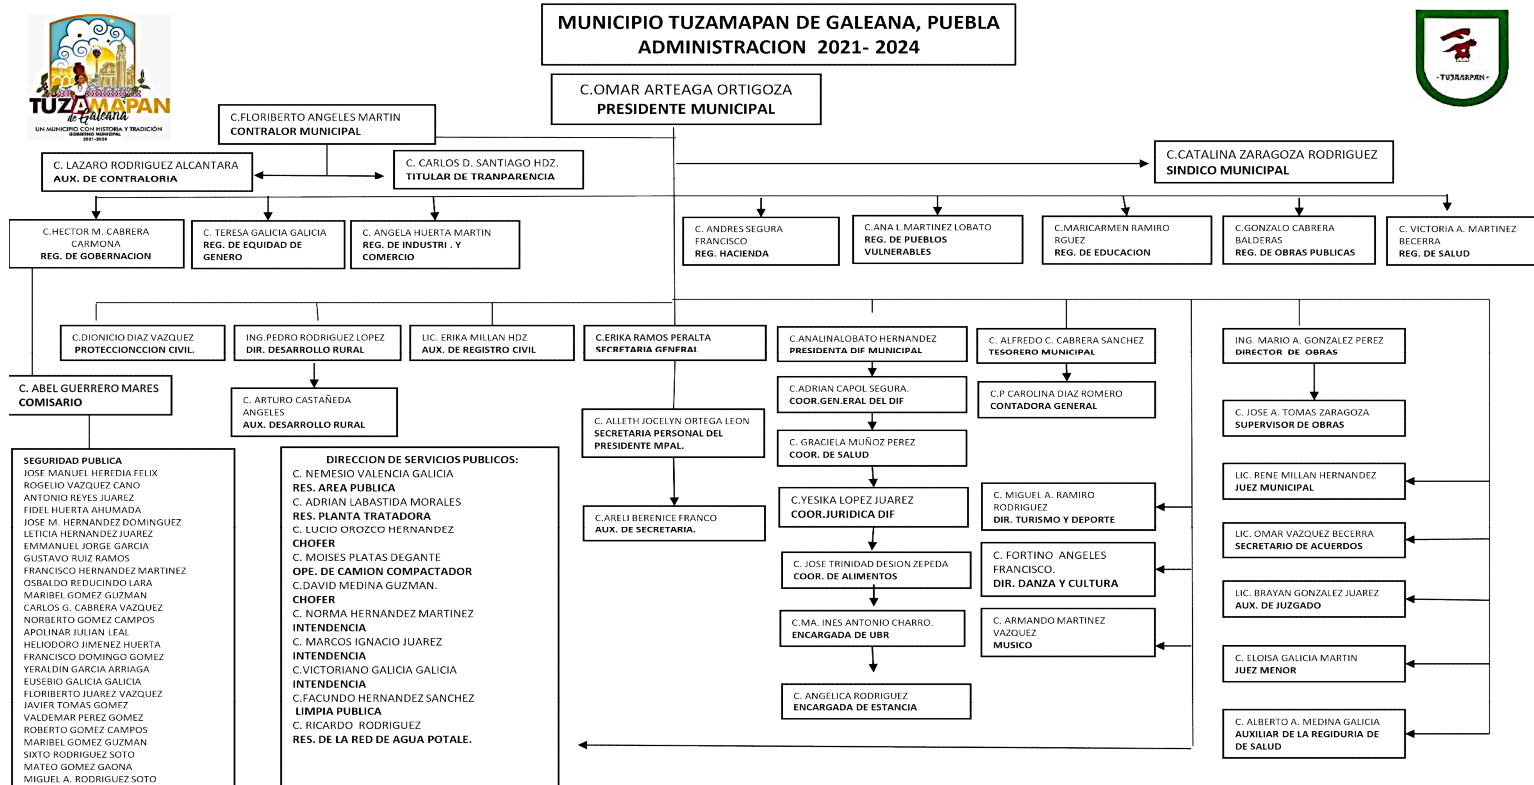 MUNICIPIO TUZAMAPAN DE GALEANA, PUEBLA
ADMINISTRACION 2021- 2024
TUZAMAPAN
de Galeana
UN MUNICIPIO CON HISTORIA Y TRADICIÓN
GOBIERNO MUNICIPAL
2021-2024
-TUZAMAPAN-
C.OMAR ARTEAGA ORTIGOZA
PRESIDENTE MUNICIPAL
C.FLORIBERTO ANGELES MARTIN
CONTRALOR MUNICIPAL
C. LAZARO RODRIGUEZ ALCANTARA
AUX. DE CONTRALORIA
C. CARLOS D. SANTIAGO HDZ.
TITULAR DE TRANPARENCIA
C.CATALINA ZARAGOZA RODRIGUEZ
SINDICO MUNICIPAL
C.HECTOR M. CABRERA
CARMONA
REG. DE GOBERNACION
C. TERESA GALICIA GALICIA
REG. DE EQUIDAD DE
GENERO
C. ANGELA HUERTA MARTIN
REG. DE INDUSTRI . Y
COMERCIO
C. ANDRES SEGURA
FRANCISCO
REG. HACIENDA
C.ANA L.MARTINEZ LOBATO
REG. DE PUEBLOS
VULNERABLES
C.MARICARMEN RAMIRO
RGUEZ
REG. DE EDUCACION
C.GONZALO CABRERA
BALDERAS
REG. DE OBRAS PUBLICAS
C. VICTORIA A. MARTINEZ
BECERRA
REG. DE SALUD
C.DIONICIO DIAZ VAZQUEZ
PROTECCIONCCION CIVIL.
ING.PEDRO RODRIGUEZ LOPEZ
DIR. DESARROLLO RURAL
LIC. ERIKA MILLAN HDZ
AUX. DE REGISTRO CIVIL
C.ERIKA RAMOS PERALTA
SECRETARIA GENERAL
C.ANALINALOBATO HERNANDEZ
PRESIDENTA DIF MUNICIPAL
C. ALFREDO C. CABRERA SANCHEZ
TESORERO MUNICIPAL
ING. MARIO A. GONZALEZ PEREZ
DIRECTOR DE OBRAS
C. ABEL GUERRERO MARES
COMISARIO
C. ARTURO CASTAÑEDA
ANGELES
AUX. DESARROLLO RURAL
C. ALLETH JOCELYN ORTEGA LEON
SECRETARIA PERSONAL DEL
PRESIDENTE MPAL.
C.ARELI BERENICE FRANCO
AUX. DE SECRETARIA.
C.ADRIAN CAPOL SEGURA.
COOR.GEN.ERAL DEL DIF
C. GRACIELA MUÑOZ PEREZ
COOR. DE SALUD
C.YESIKA LOPEZ JUAREZ
COOR.JURIDICA DIF
C. JOSE TRINIDAD DESION ZEPEDA
COOR. DE ALIMENTOS
C.MA. INES ANTONIO CHARRO.
ENCARGADA DE UBR
C. ANGELICA RODRIGUEZ
ENCARGADA DE ESTANCIA
C.P CAROLINA DIAZ ROMERO
CONTADORA GENERAL
C. MIGUEL A. RAMIRO
RODRIGUEZ
DIR. TURISMO Y DEPORTE
C. FORTINO ANGELES
FRANCISCO.
DIR. DANZA Y CULTURA
C. ARMANDO MARTINEZ
VAZQUEZ
MUSICO
C. JOSE A. TOMAS ZARAGOZA
SUPERVISOR DE OBRAS
LIC. RENE MILLAN HERNANDEZ
JUEZ MUNICIPAL
LIC. OMAR VAZQUEZ BECERRA
SECRETARIO DE ACUERDOS
LIC. BRAYAN GONZALEZ JUAREZ
AUX. DE JUZGADO
C. ELOISA GALICIA MARTIN
JUEZ MENOR
C. ALBERTO A. MEDINA GALICIA
AUXILIAR DE LA REGIDURIA DE
DE SALUD
SEGURIDAD PUBLICA
JOSE MANUEL HEREDIA FELIX
ROGELIO VAZQUEZ CANO
ANTONIO REYES JUAREZ
FIDEL HUERTA AHUMADA
JOSE M. HERNANDEZ DOMINGUEZ
LETICIA HERNANDEZ JUAREZ
EMMANUEL JORGE GARCIA
GUSTAVO RUIZ RAMOS
FRANCISCO HERNANDEZ MARTINEZ
OSBALDO REDUCINDO LARA
MARIBEL GOMEZ GUZMAN
CARLOS G. CABRERA VAZQUEZ
NORBERTO GOMEZ CAMPOS
APOLINAR JULIAN LEAL
HELIODORO JIMENEZ HUERTA
FRANCISCO DOMINGO GOMEZ
YERALDIN GARCIA ARRIAGA
EUSEBIO GALICIA GALICIA
FLORIBERTO JUAREZ VAZQUEZ
JAVIER TOMAS GOMEZ
VALDEMAR PEREZ GOMEZ
ROBERTO GOMEZ CAMPOS
MARIBEL GOMEZ GUZMAN
SIXTO RODRIGUEZ SOTO
MATEO GOMEZ GAONA
MIGUEL A. RODRIGUEZ SOTO
DIRECCION DE SERVICIOS PUBLICOS:
C. NEMESIO VALENCIA GALICIA
RES. AREA PUBLICA
C. ADRIAN LABASTIDA MORALES
RES. PLANTA TRATADORA
C. LUCIO OROZCO HERNANDEZ
CHOFER
C. MOISES PLATAS DEGANTE
OPE. DE CAMION COMPACTADOR
C.DAVID MEDINA GUZMAN.
CHOFER
C. NORMA HERNANDEZ MARTINEZ
INTENDENCIA
C. MARCOS IGNACIO JUAREZ
INTENDENCIA
C.VICTORIANO GALICIA GALICIA
INTENDENCIA
C.FACUNDO HERNANDEZ SANCHEZ
LIMPIA PUBLICA
C. RICARDO RODRIGUEZ
RES. DE LA RED DE AGUA POTALE.